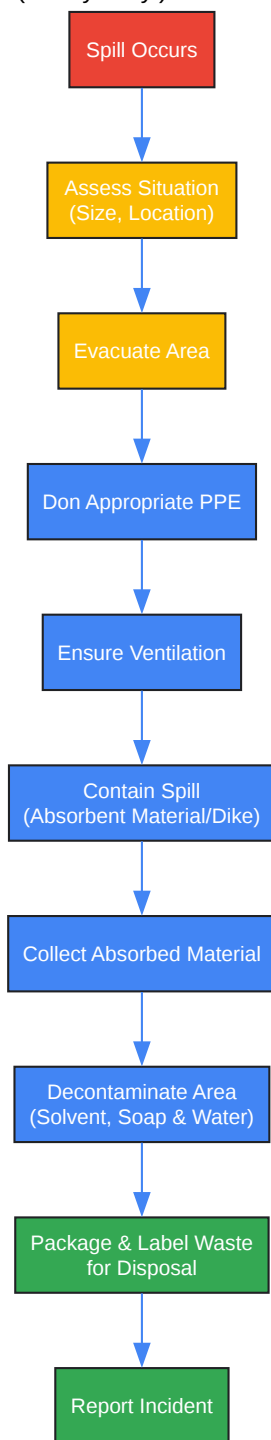 Spill Occurs
Assess Situation
(Size, Location)
Evacuate Area
Don Appropriate PPE
Ensure Ventilation
Contain Spill
(Absorbent Material/Dike)
Collect Absorbed Material
Decontaminate Area
(Solvent, Soap & Water)
Package & Label Waste
for Disposal
Report Incident